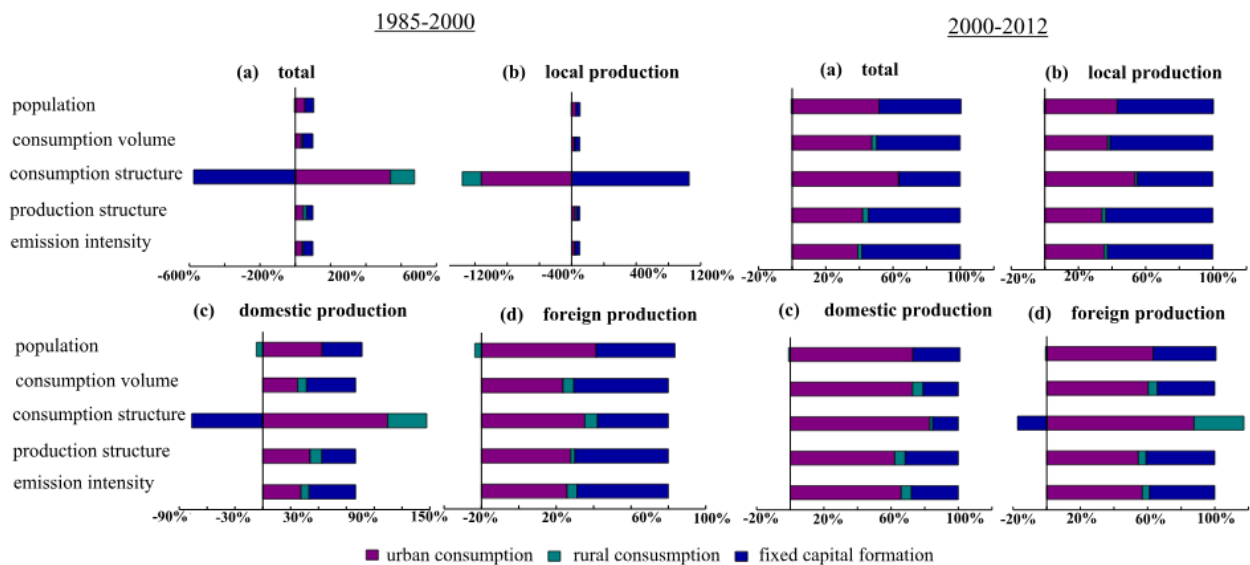 1985-2000
2000-2012
(a) total
(b) local production
(a) total
(b) local production
population
consumption volume
consumption structure
production structure
emission intensity
-600% -200% 200% 600%
-1200% -400% 400% 1200%
-20% 20% 60% 100%
-20% 20% 60% 100%
(c) domestic production
(d) foreign production
(c) domestic production
(d) foreign production
population
consumption volume
consumption structure
production structure
emission intensity
-90% -30% 30% 90% 150%
-20% 20% 60% 100%
-20% 20% 60% 100%
-20% 20% 60% 100%
urban consumption rural consusmption fixed capital formation